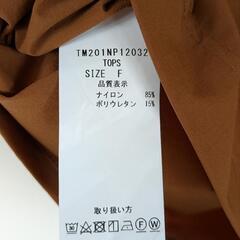 TM201NP12032
TOPS
SIZE F
品質表示
ナイロン 85%
ポリウレタン 15%
取り扱い方